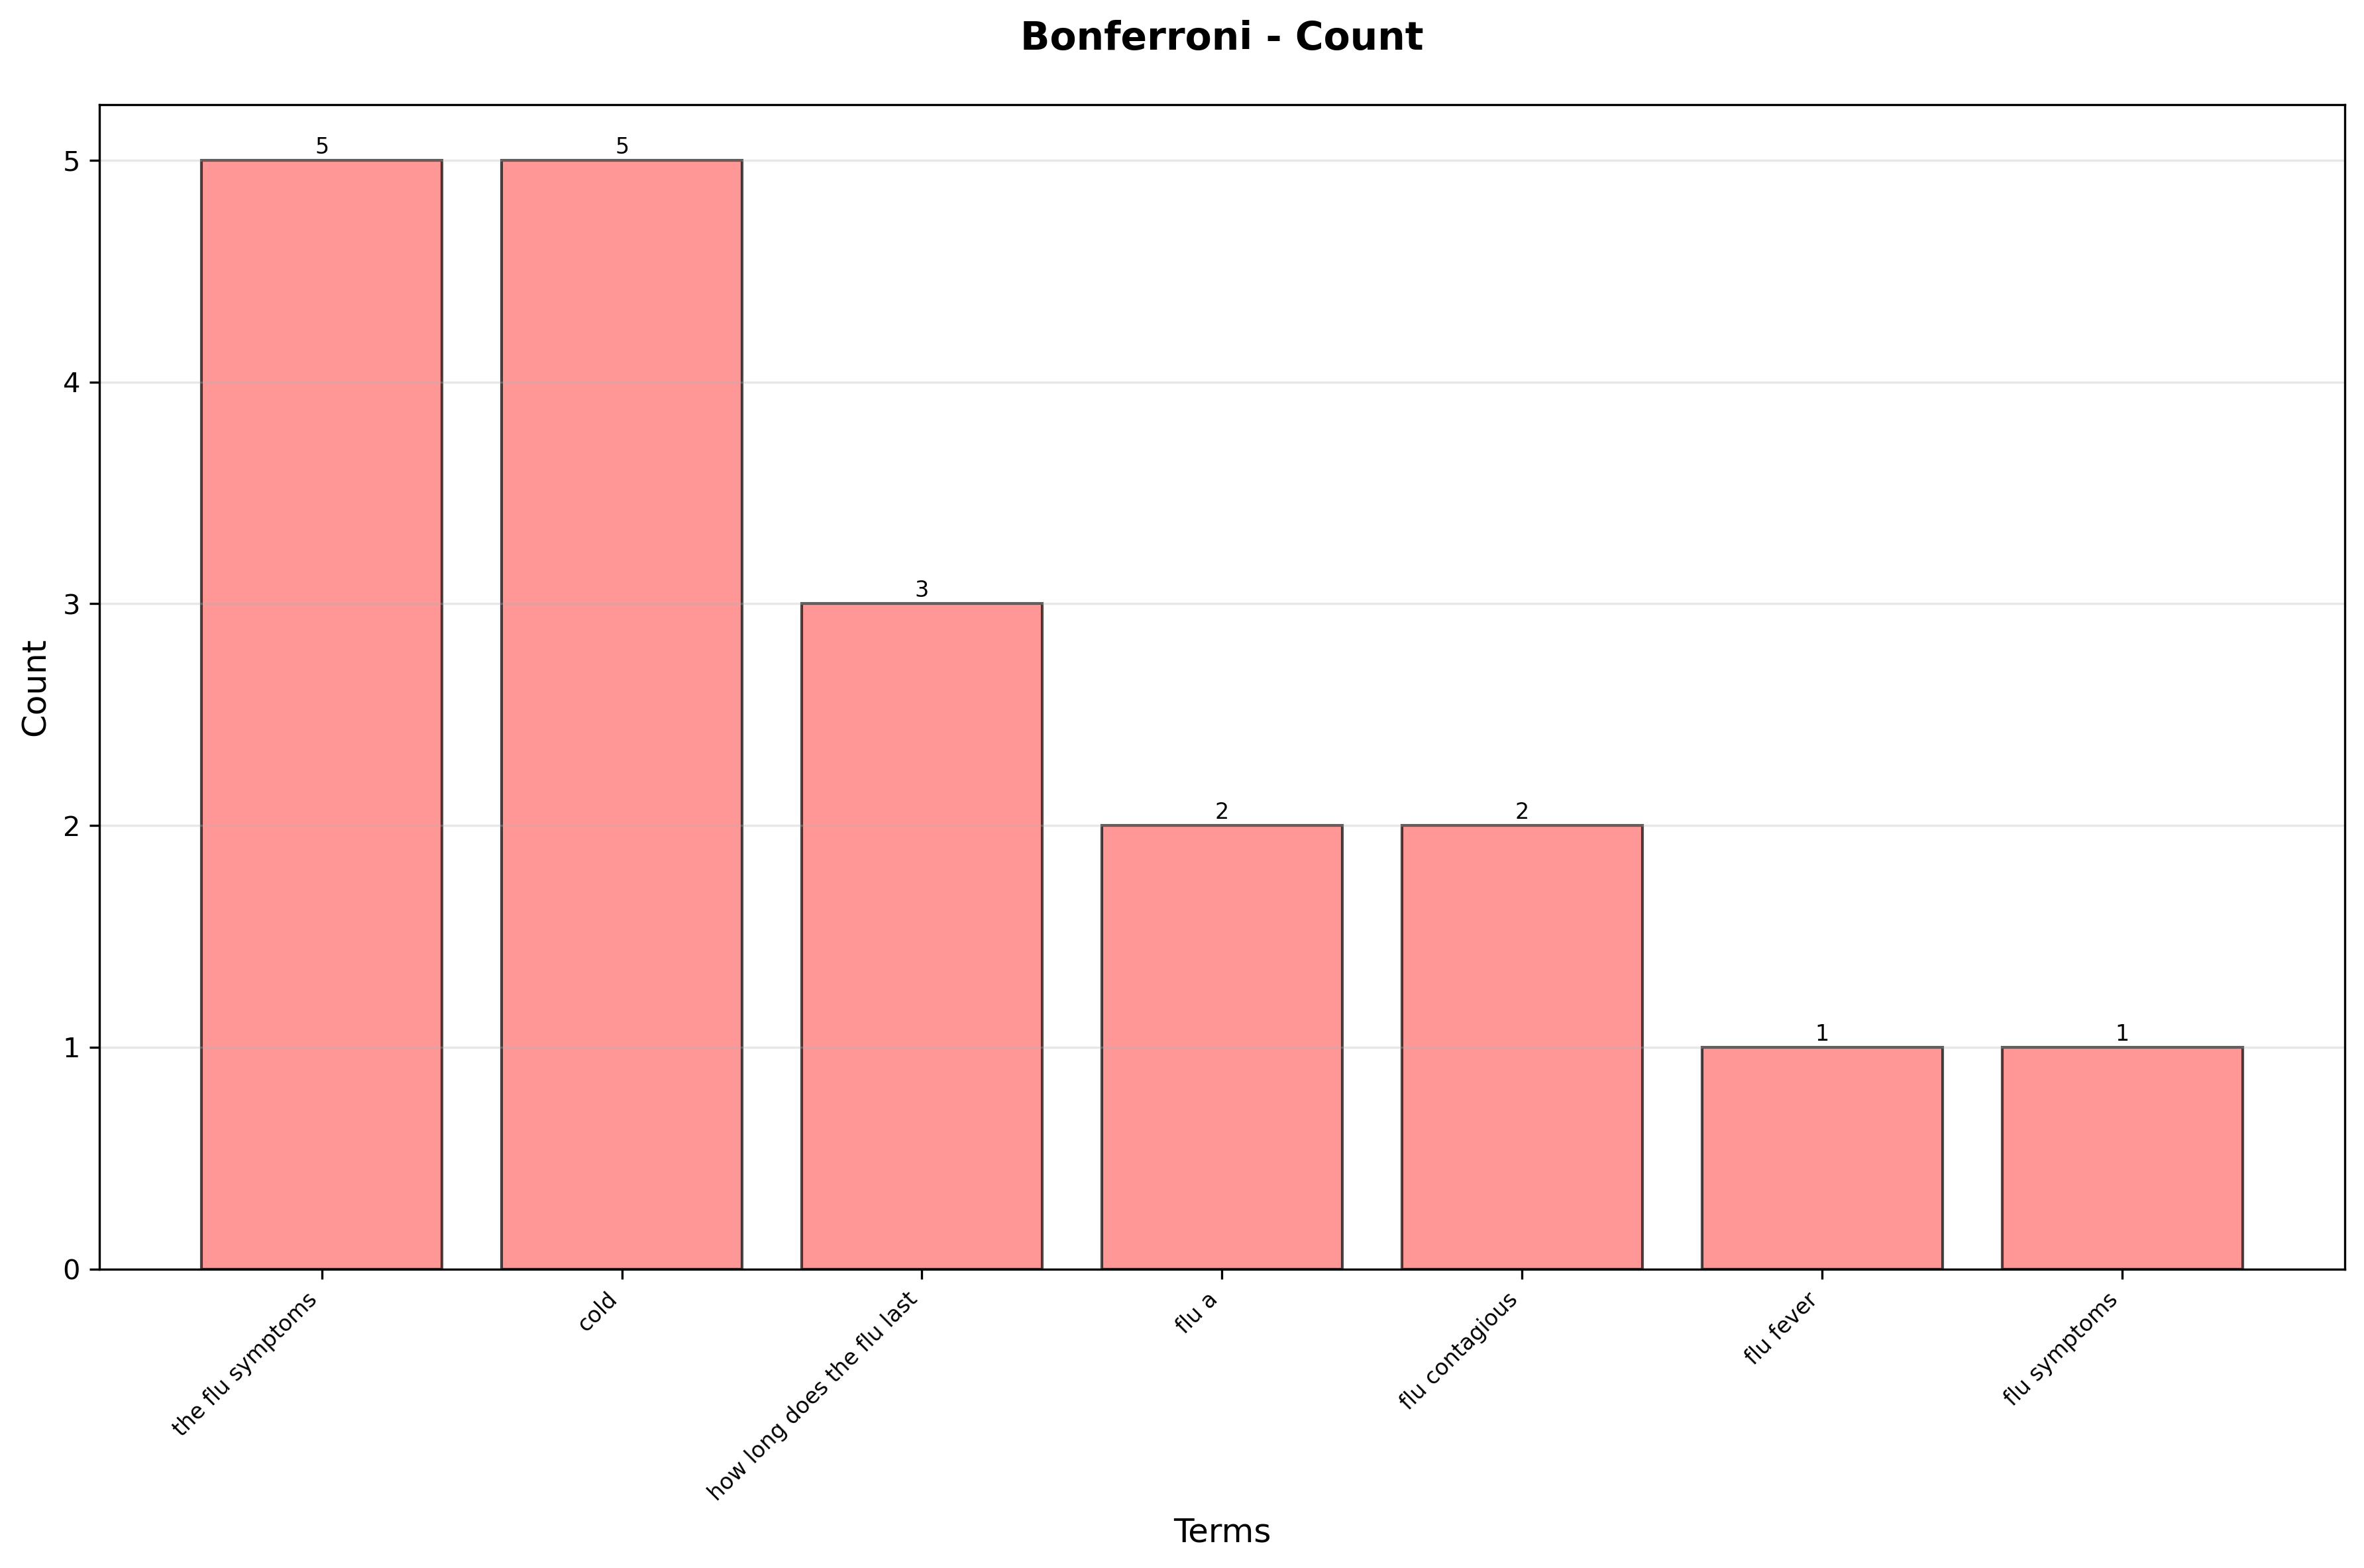 Bonferroni - Count
5
5
3
2
2
1
1
5
4
3
2
1
0
Count
the flu symptoms
cold
how long does the flu last
flu a
flu contagious
flu fever
flu symptoms
Terms